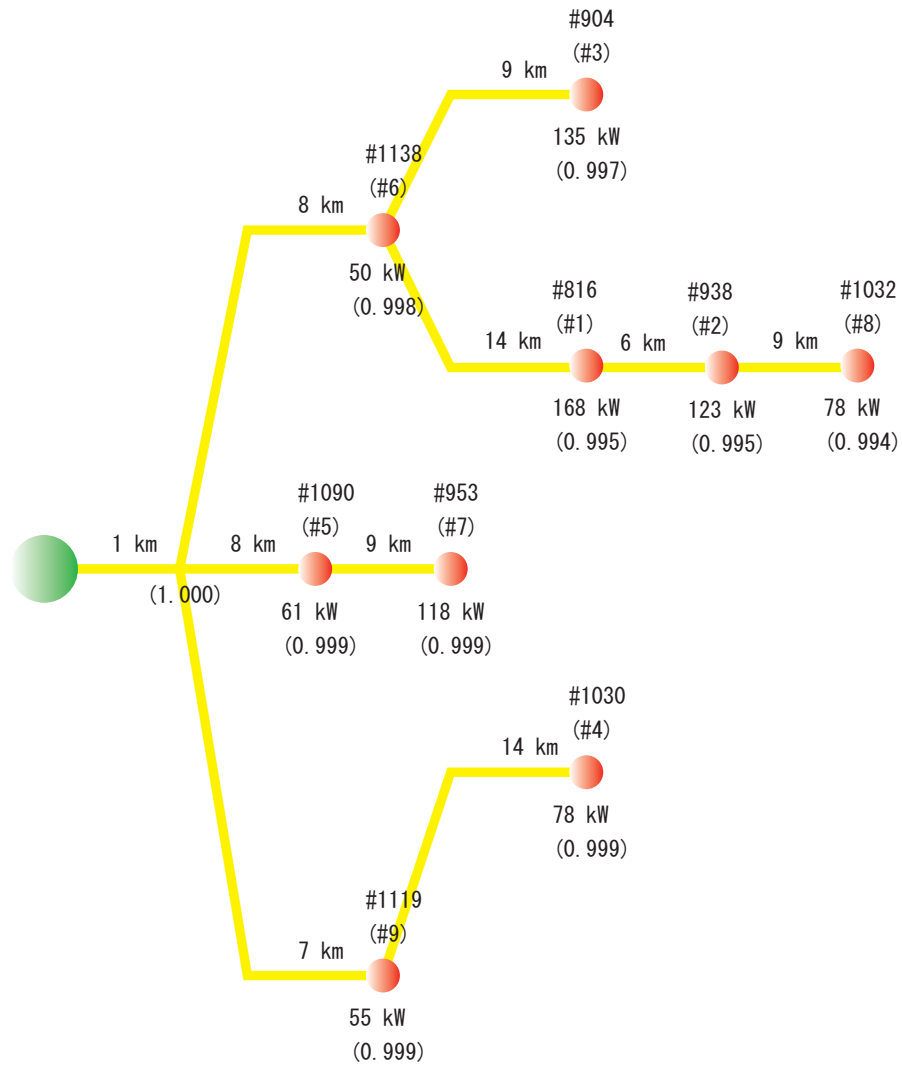 #904
(#3)
9 km
135 kW
(0.997)
#1138
(#6)
8 km
50 kW
(0.998)
#816
(#1)
14 km
168 kW
(0.995)
#938
(#2)
6 km
123 kW
(0.995)
#1032
(#8)
9 km
78 kW
(0.994)
1 km
(1.000)
#1090
(#5)
8 km
61 kW
(0.999)
#953
(#7)
9 km
118 kW
(0.999)
#1030
(#4)
14 km
78 kW
(0.999)
#1119
(#9)
7 km
55 kW
(0.999)